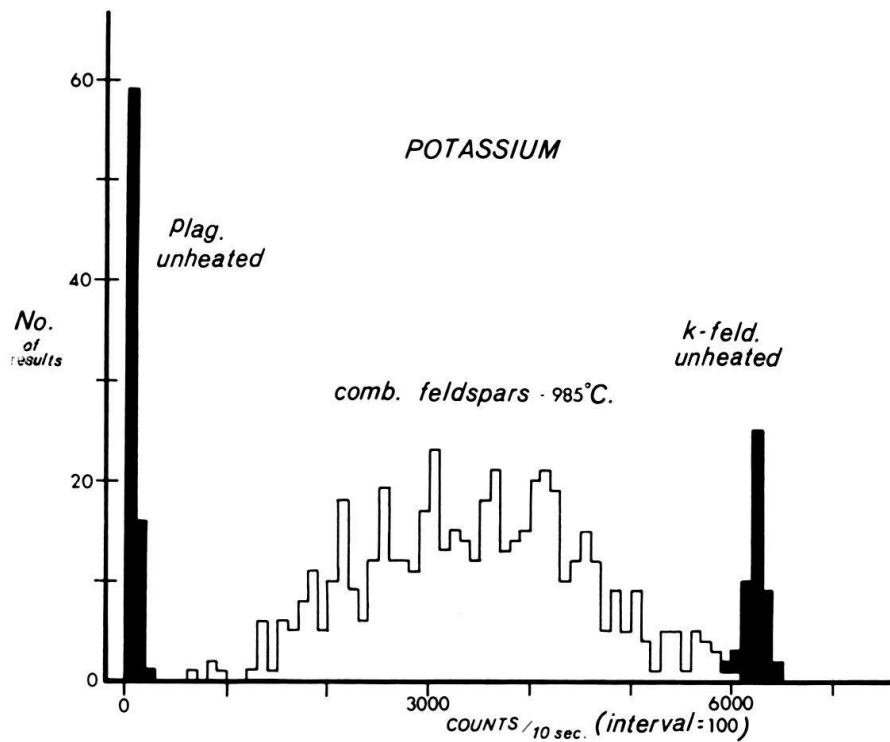 60
POTASSIUM
plag.
unheated
40
No.
of
results
k-feld.
unheated
comb. feldspars - 985°C.
20
0
0 3000 6000
COUNTS/10 sec. (interval=100)